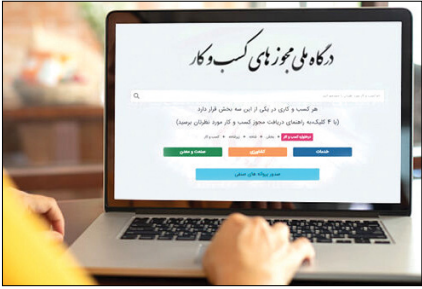 درگاه ملی مجوزهای کسب و کار
هر کسب و کاری در یکی از این سه بخش قرار دارد
(با ۴ کلیک، به راهنمای دریافت مجوز کسب و کار مورد نظرتان برسید)
خدمات کشاورزی صنعت و معدن
صدور پروانه های صنفی